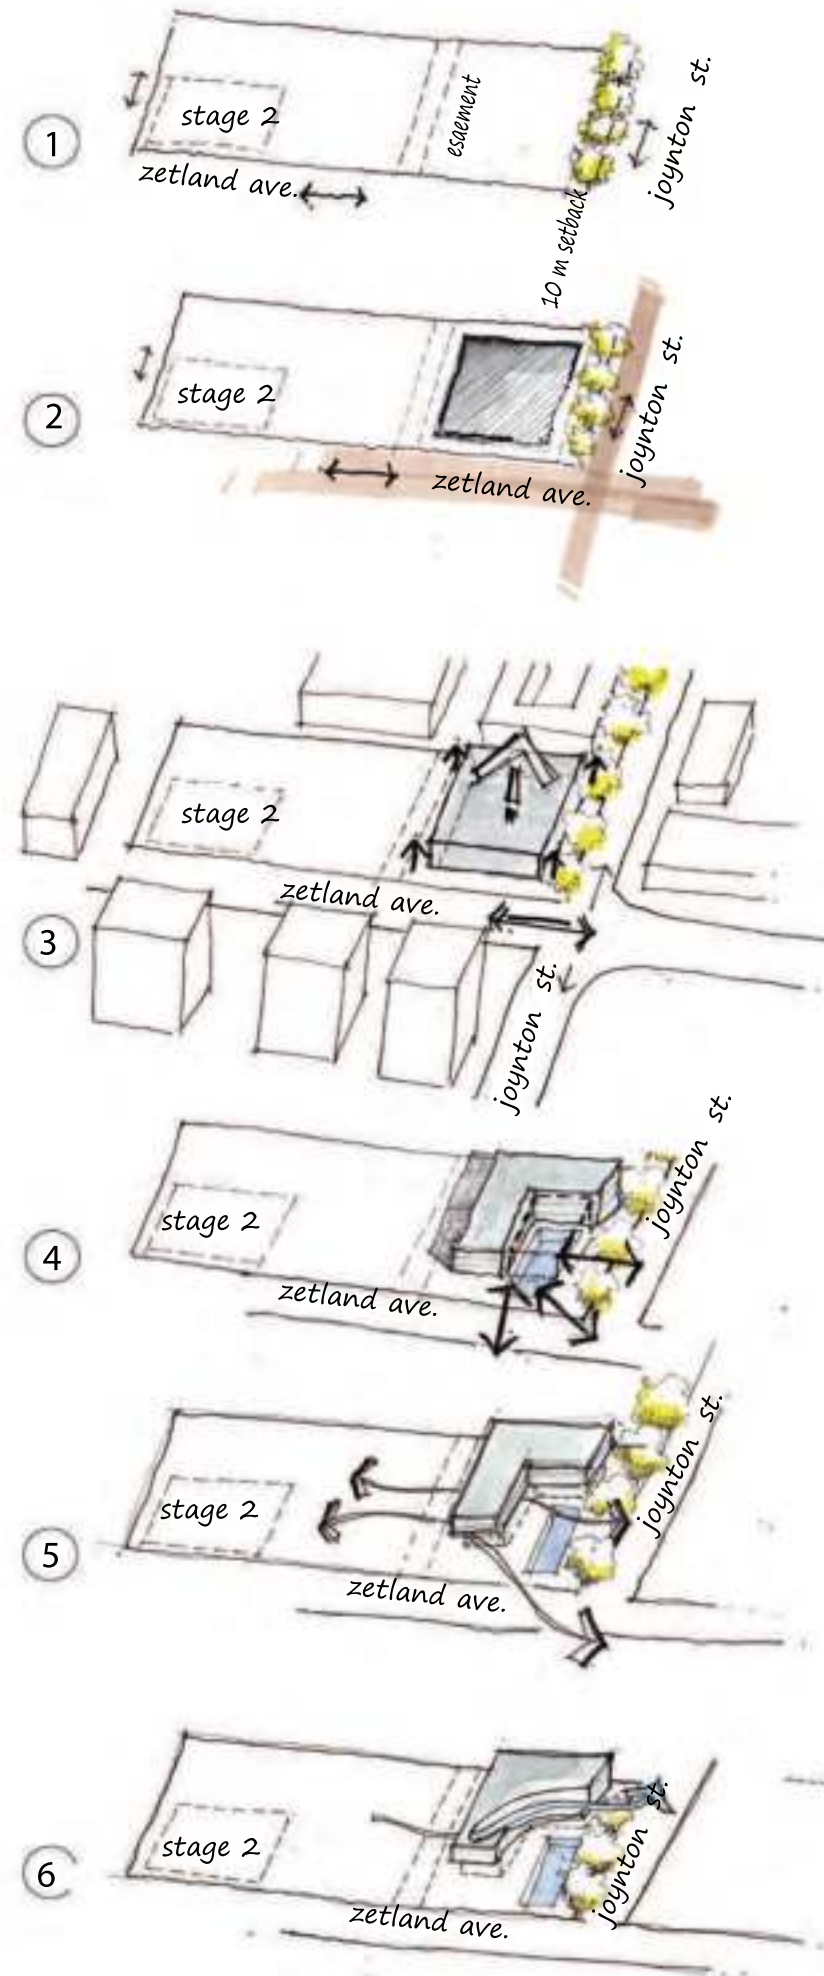 stage 2
esaement
joynton st.
1
zetland ave.
10 m setback
stage 2
joynton st.
2
zetland ave.
stage 2
zetland ave.
3
joynton st.
joynton st.
stage 2
4
zetland ave.
joynton st.
stage 2
5
zetland ave.
joynton st.
stage 2
6
zetland ave.